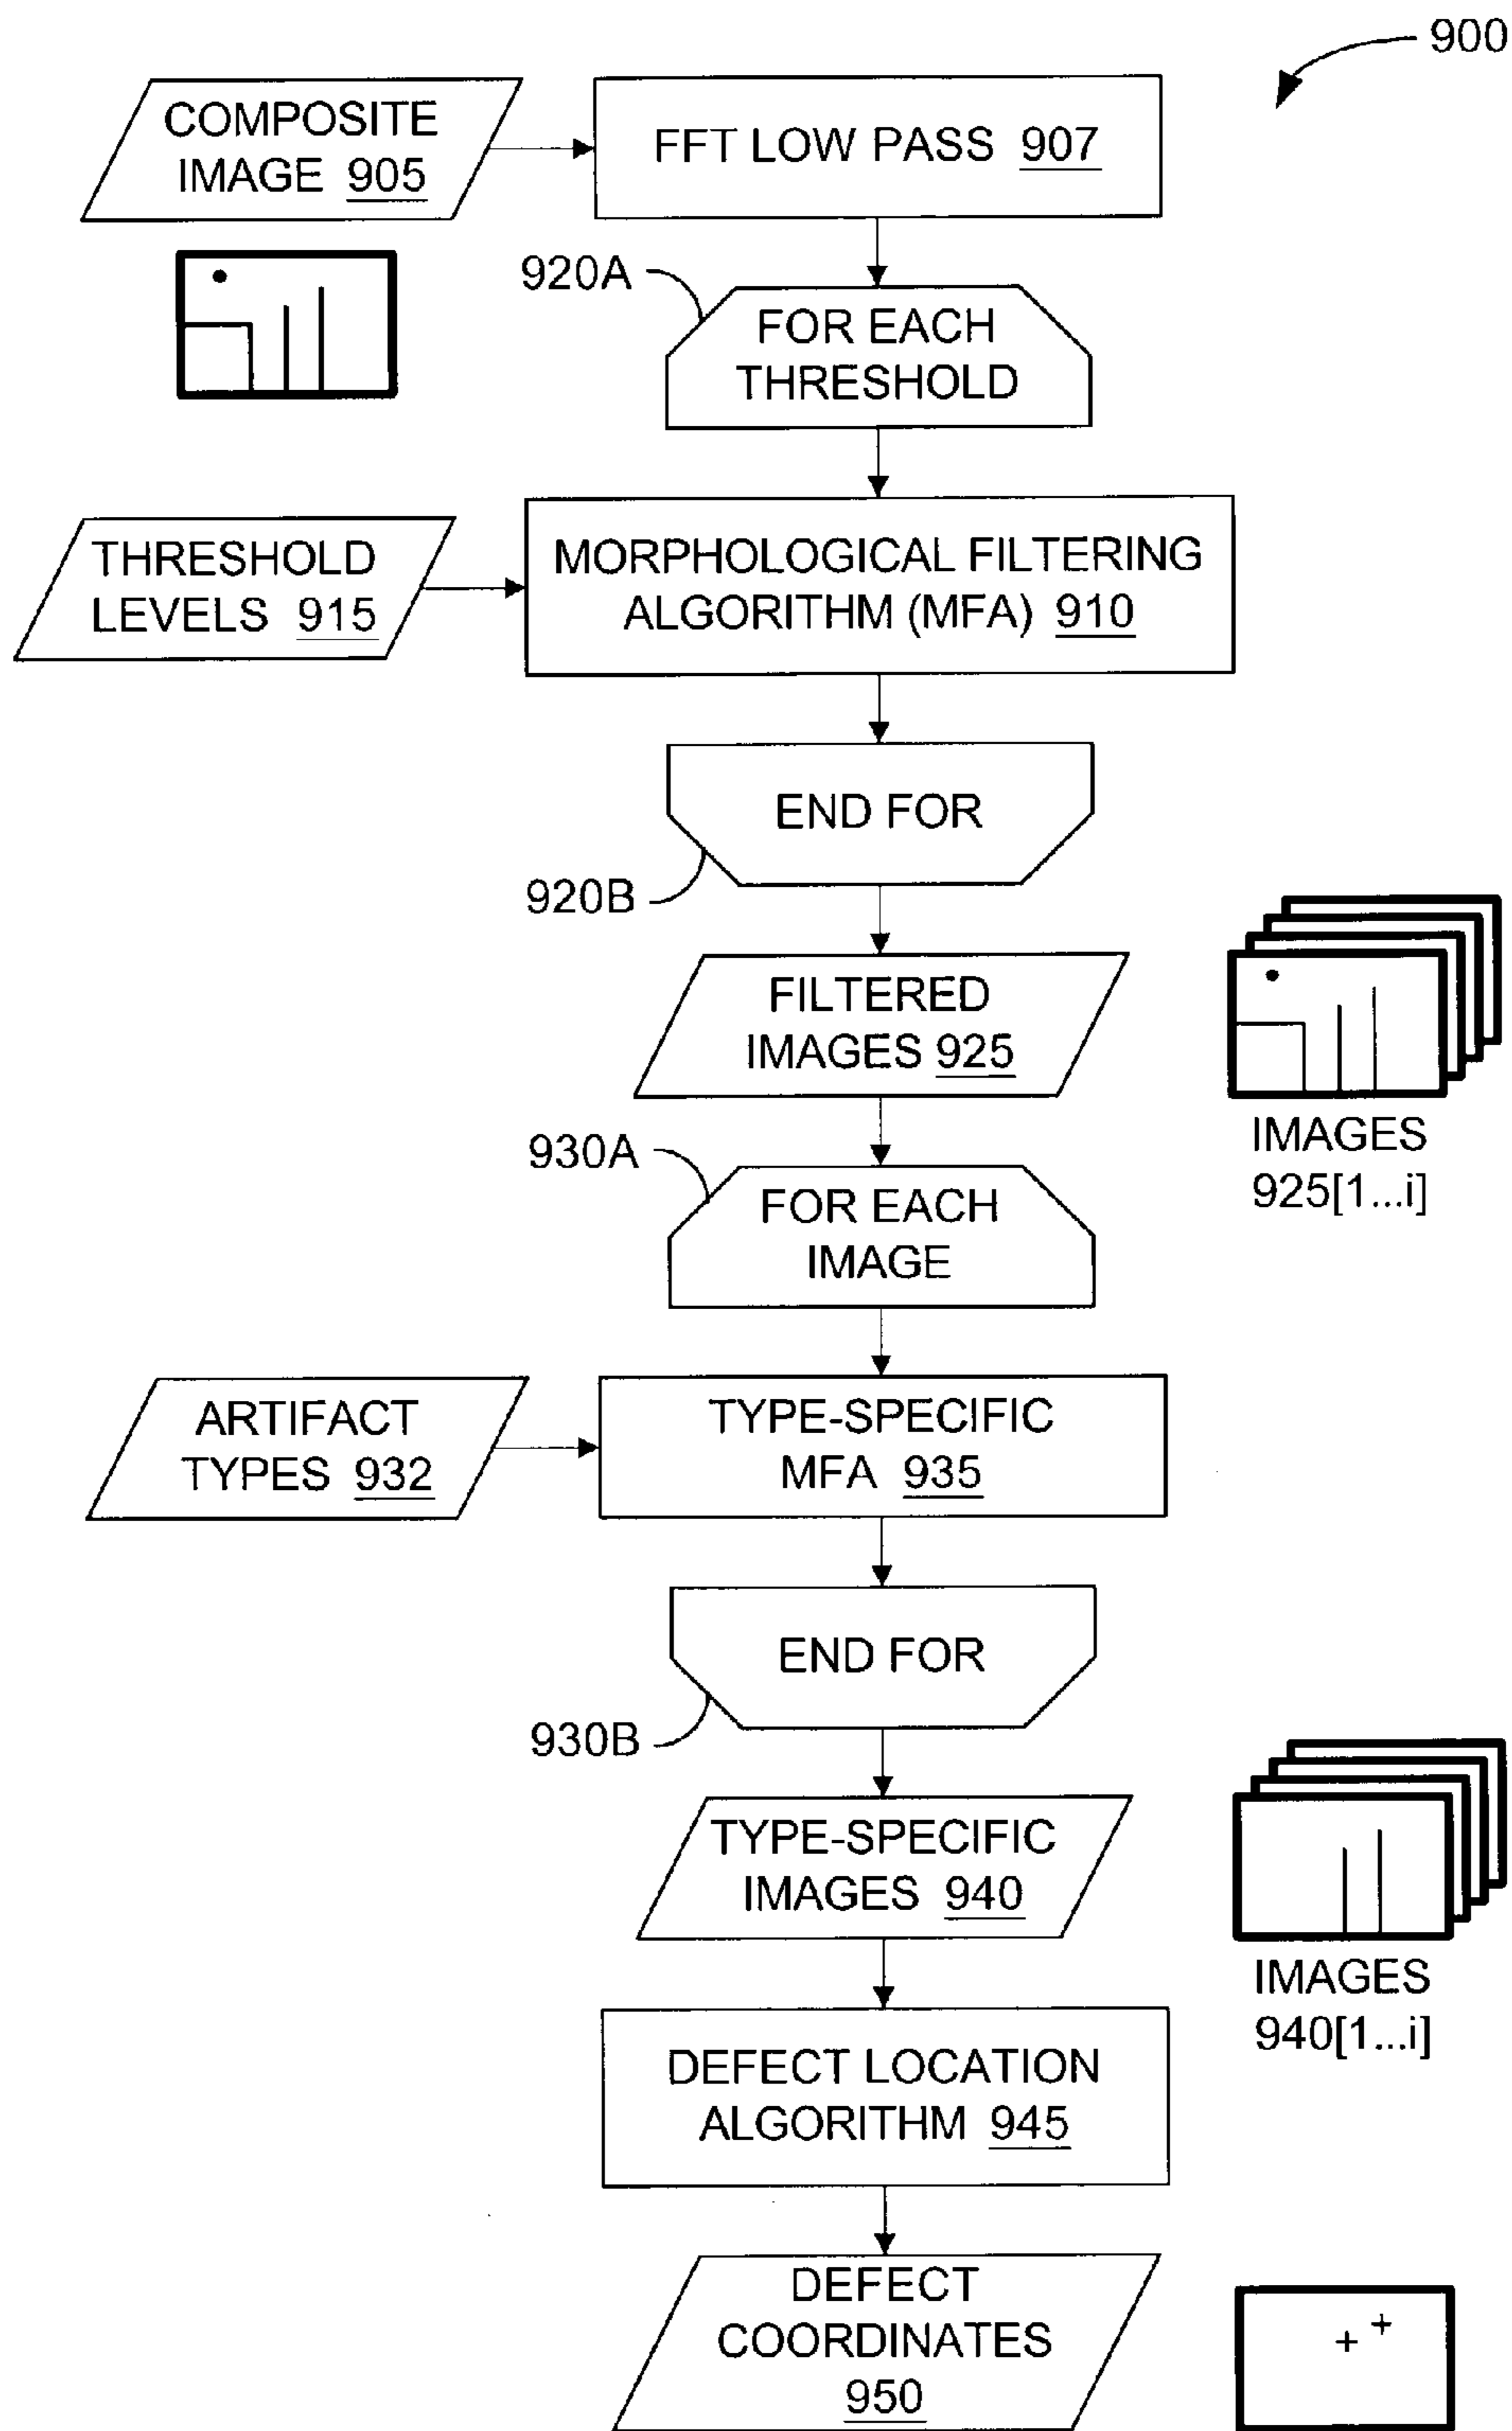 900
COMPOSITE
IMAGE 905
FFT LOW PASS 907
920A
FOR EACH
THRESHOLD
THRESHOLD
LEVELS 915
MORPHOLOGICAL FILTERING
ALGORITHM (MFA) 910
END FOR
920B
FILTERED
IMAGES 925
IMAGES
925[1...i]
930A
FOR EACH
IMAGE
ARTIFACT
TYPES 932
TYPE-SPECIFIC
MFA 935
END FOR
930B
TYPE-SPECIFIC
IMAGES 940
IMAGES
940[1...i]
DEFECT LOCATION
ALGORITHM 945
DEFECT
COORDINATES
950